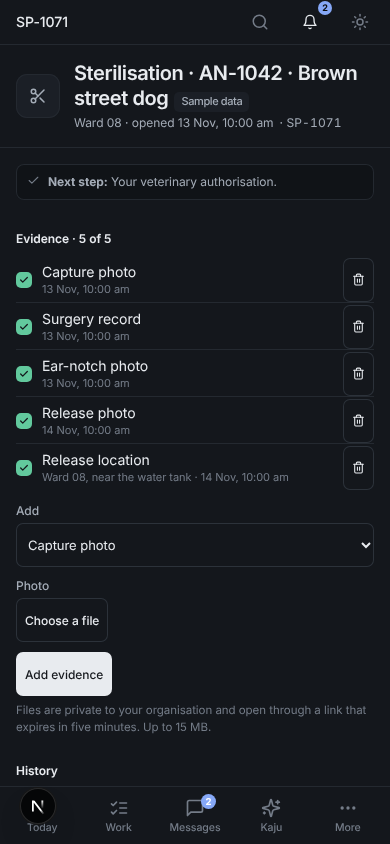 SP-1071
2
Sterilisation · AN-1042 · Brown
street dog Sample data
Ward 08 · opened 13 Nov, 10:00 am · SP-1071
Next step: Your veterinary authorisation.
Evidence · 5 of 5
Capture photo
13 Nov, 10:00 am
Surgery record
13 Nov, 10:00 am
Ear-notch photo
13 Nov, 10:00 am
Release photo
14 Nov, 10:00 am
Release location
Ward 08, near the water tank · 14 Nov, 10:00 am
Add
Capture photo
Photo
Choose a file
Add evidence
Files are private to your organisation and open through a link that
expires in five minutes. Up to 15 MB.
History
N
2
Today Work Messages Kaju More